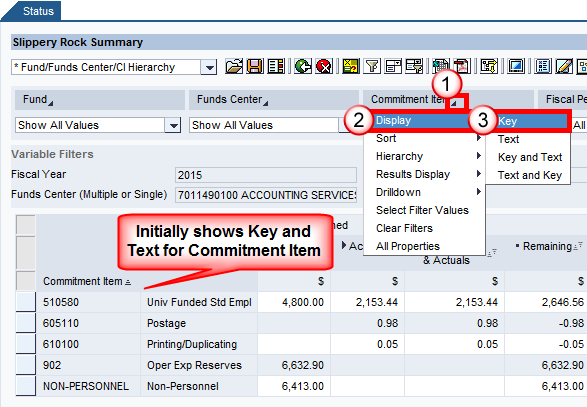 Status
Slippery Rock Summary
* Fund/Funds Center/CI Hierarchy
1
Fund
Funds Center
Commitment Item
Fiscal Pe
Show All Values
Show All Values
All
2
Display
3
Key
Sort
Text
Hierarchy
Key and Text
Results Display
Text and Key
Drilldown
Select Filter Values
Clear Filters
All Properties
Variable Filters
Fiscal Year
2015
Funds Center (Multiple or Single)
7011490100 ACCOUNTING SERVICES
Initially shows Key and
Text for Commitment Item
& Actuals
Remaining
Commitment Item
$
$
$
$
510580 Univ Funded Std Empl 4,800.00 2,153.44 2,153.44 2,646.56
605110 Postage 0.98 0.98 -0.98
610100 Printing/Duplicating 0.05 0.05 -0.05
902 Oper Exp Reserves 6,632.90 6,632.90
NON-PERSONNEL Non-Personnel 6,413.00 6,413.00